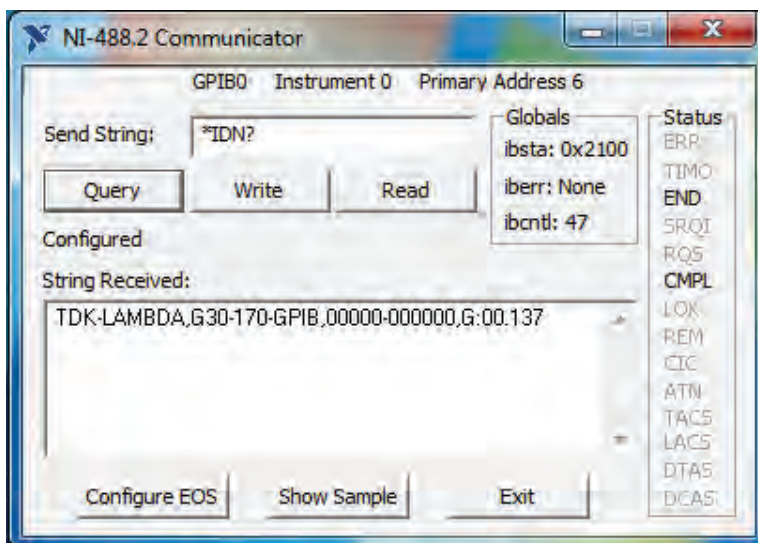 NI-488.2 Communicator
GPIB0 Instrument 0 Primary Address 6
Send String:
*IDN?
Query
Write
Read
Configured
String Received:
TDK-LAMBDA,G30-170-GPIB,00000-000000,G:00.137
Configure EOS
Show Sample
Exit
Globals
ibsta: 0x2100
iberr: None
ibcntl: 47
Status
ERR
TIMO
END
SRQI
RQS
CMPL
LOK
REM
CIC
ATN
TACS
LACS
DTAS
DCAS